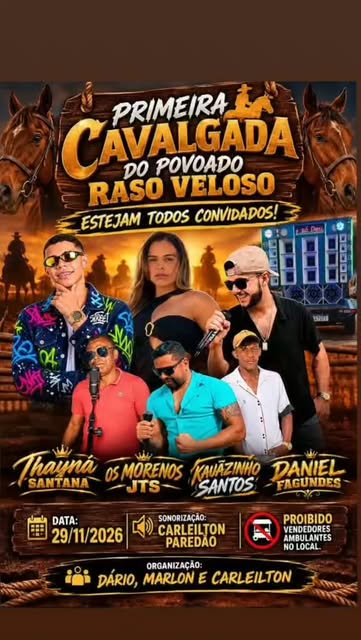 PRIMEIRA
CAVALGADA
DO POVOADO
RASO VELOSO
ESTEJAM TODOS CONVIDADOS!
Thayná
SANTANA
OS MORENOS
JTS
KAUÃZINHO
SANTOS
DANIEL
FAGUNDES
DATA:
29/11/2026
SONORIZAÇÃO:
CARLEILTON
PAREDÃO
PROIBIDO
VENDEDORES
AMBULANTES
NO LOCAL.
ORGANIZAÇÃO:
DÁRIO, MARLON E CARLEILTON